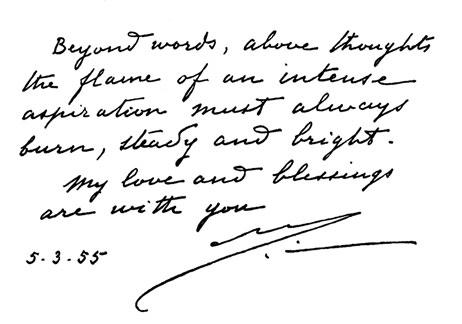 Beyond words, above thoughts
the flame of an intense
aspiration must always
burn, steady and bright.
My love and blessings
are with you
5.3.55